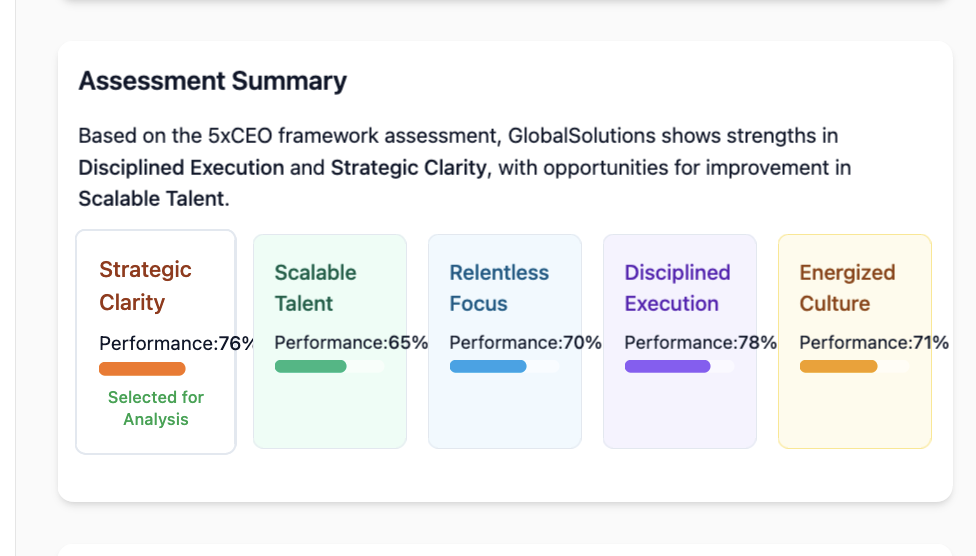 Assessment Summary
Based on the 5xCEO framework assessment, GlobalSolutions shows strengths in
Disciplined Execution and Strategic Clarity, with opportunities for improvement in
Scalable Talent.
Strategic
Clarity
Performance:76%
Selected for
Analysis
Scalable
Talent
Performance:65%
Relentless
Focus
Performance:70%
Disciplined
Execution
Performance:78%
Energized
Culture
Performance:71%